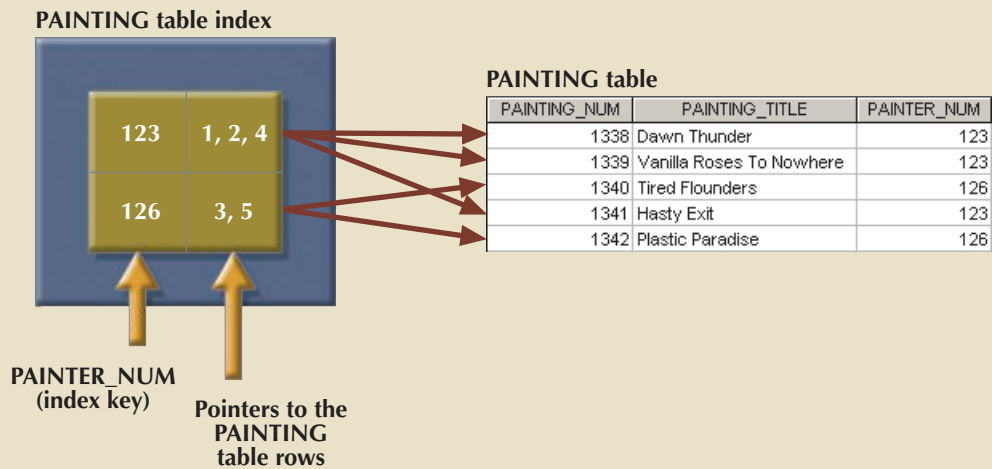 PAINTING table index
123 1, 2, 4
126 3, 5
PAINTER_NUM
(index key)
Pointers to the
PAINTING
table rows
PAINTING table
PAINTING_NUM PAINTING_TITLE PAINTER_NUM
1338 Dawn Thunder 123
1339 Vanilla Roses To Nowhere 123
1340 Tired Flounders 126
1341 Hasty Exit 123
1342 Plastic Paradise 126